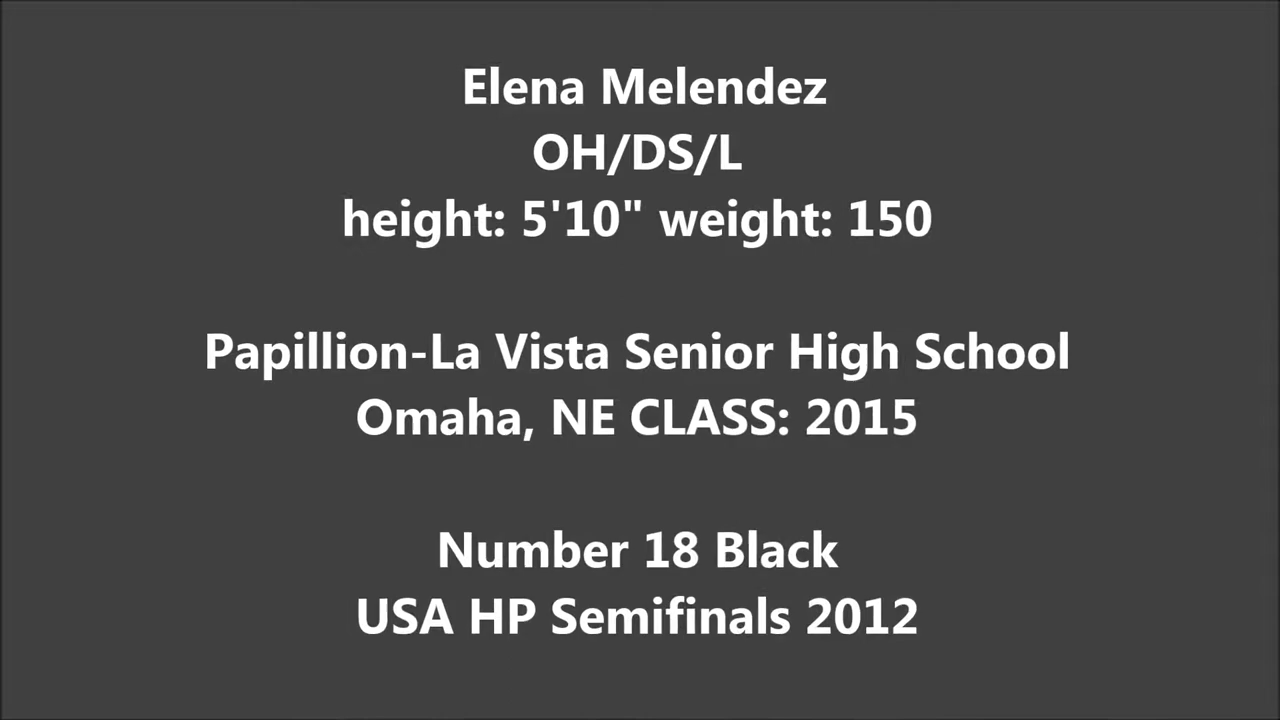 Elena Melendez
OH/DS/L
height: 5'10" weight: 150
Papillion-La Vista Senior High School
Omaha, NE CLASS: 2015
Number 18 Black
USA HP Semifinals 2012